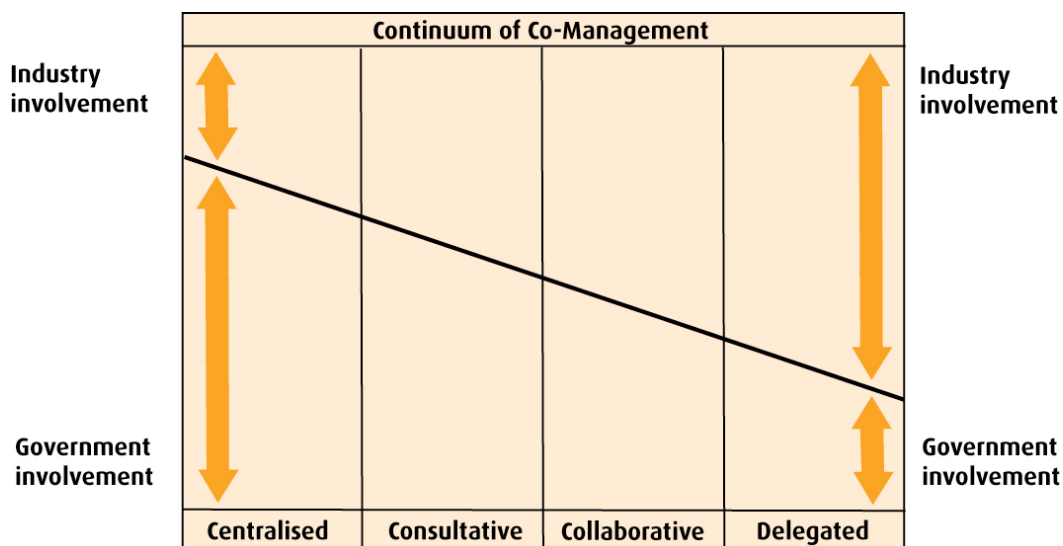 Continuum of Co-Management
Industry
involvement
Industry
involvement
Government
involvement
Government
involvement
Centralised
Consultative
Collaborative
Delegated